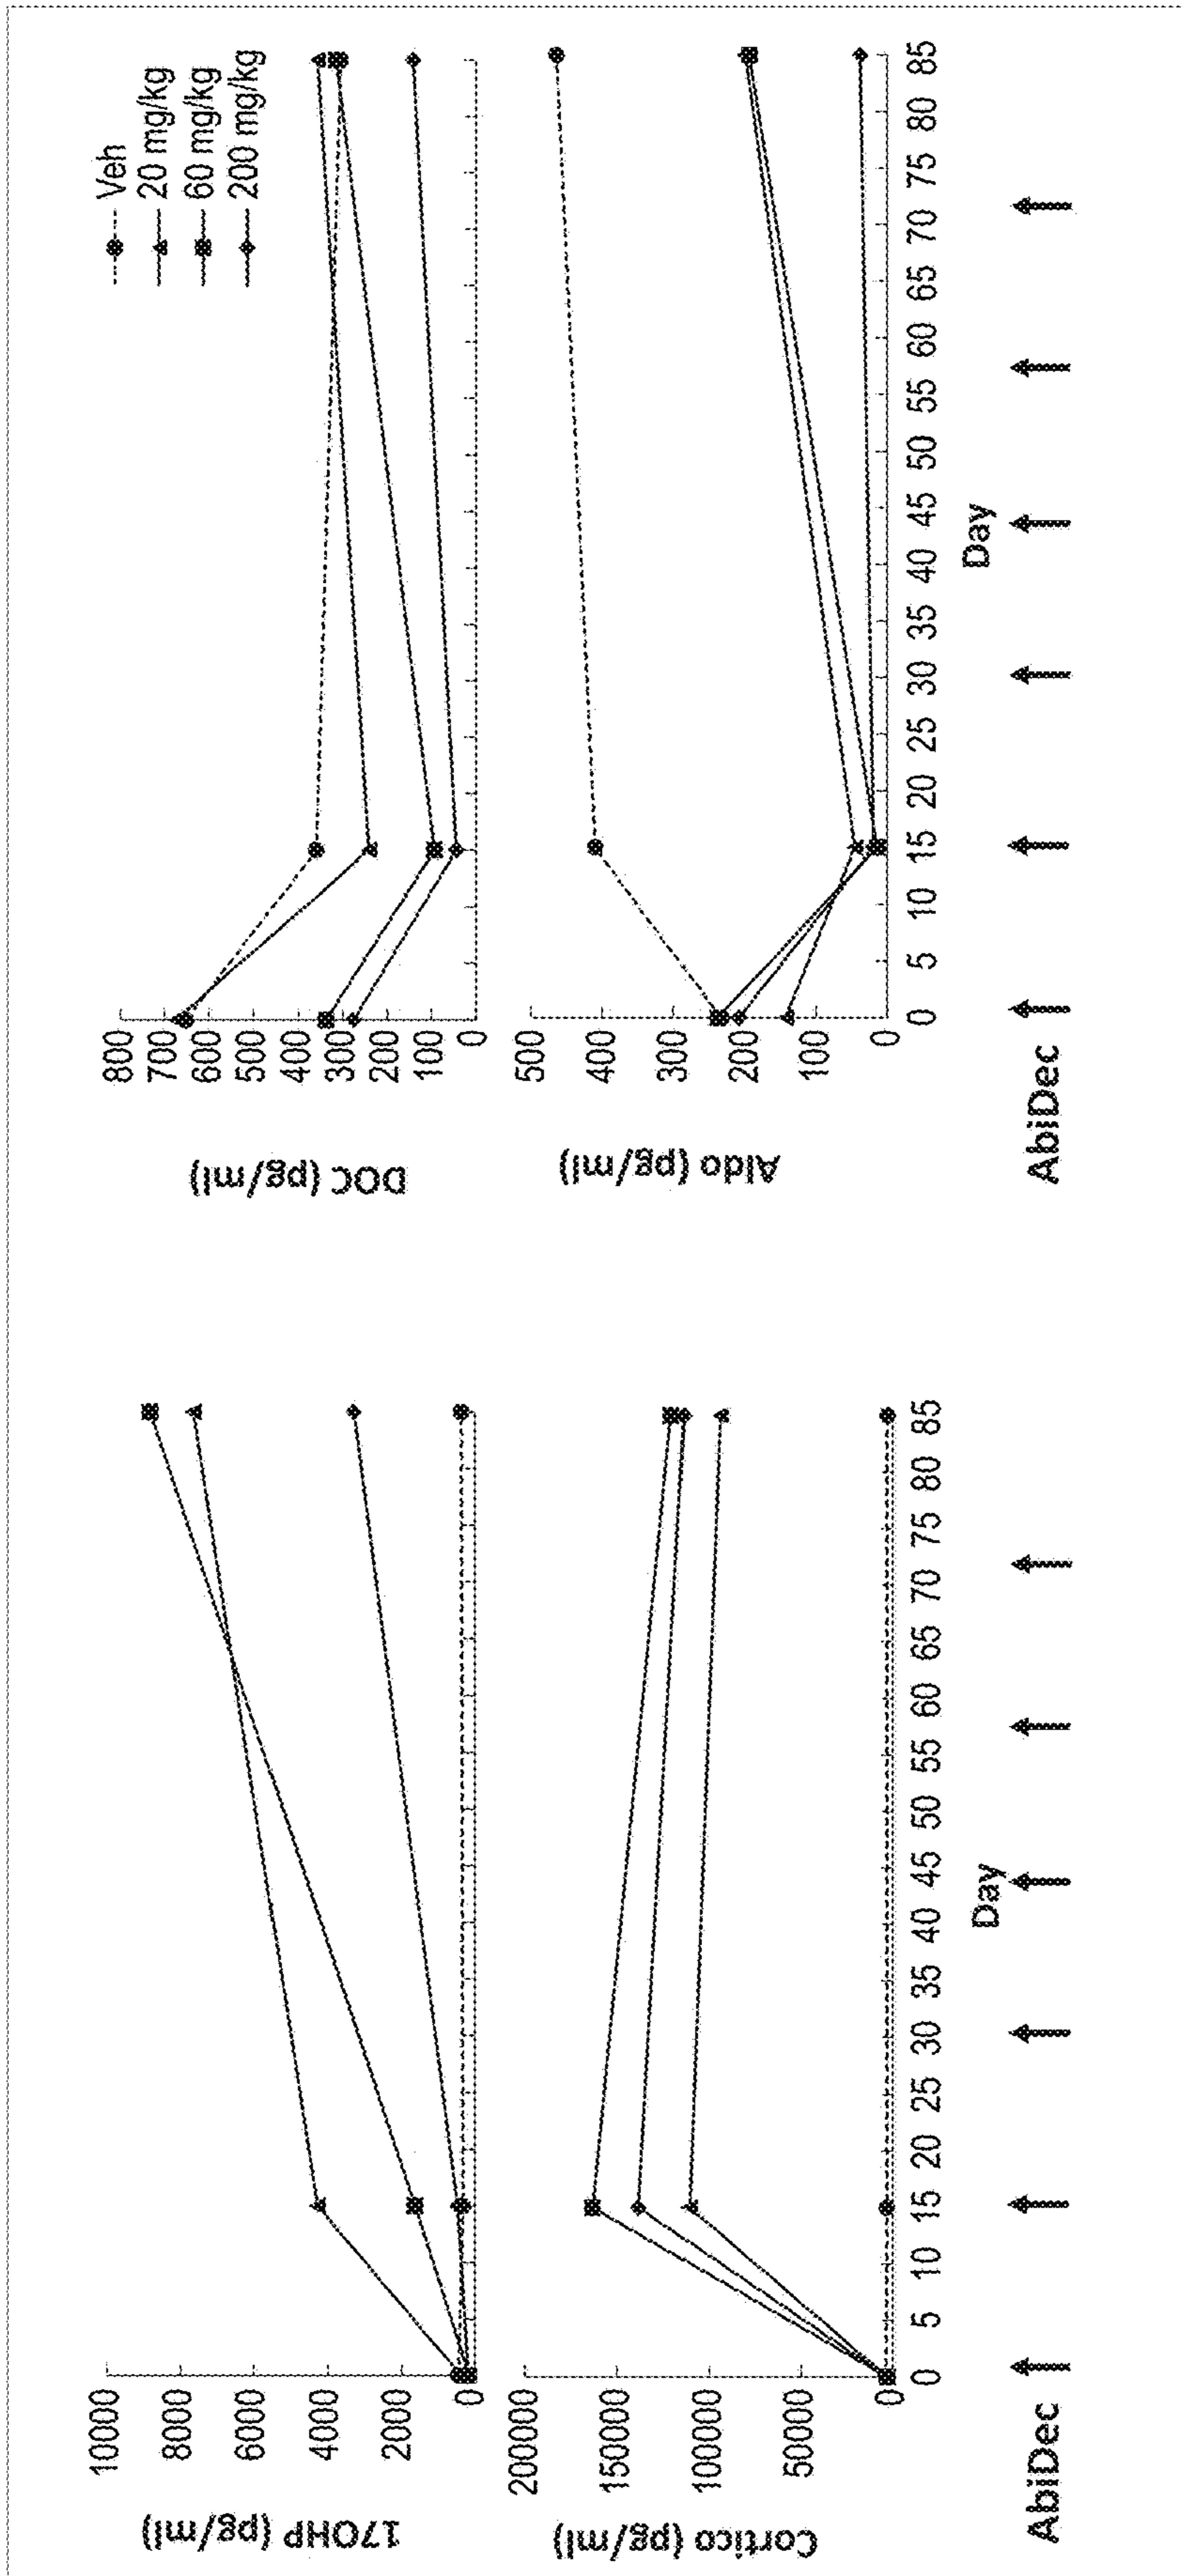 17OHP (pg/ml)
10000
8000
6000
4000
2000
0
Cortico (pg/ml)
200000
150000
100000
50000
0
0 5 10 15 20 25 30 35 40 45 50 55 60 65 70 75 80 85
Day
AbiDec
DOC (pg/ml)
800
700
600
500
400
300
200
100
0
Veh
20 mg/kg
60 mg/kg
200 mg/kg
Aldo (pg/ml)
500
400
300
200
100
0
0 5 10 15 20 25 30 35 40 45 50 55 60 65 70 75 80 85
Day
AbiDec